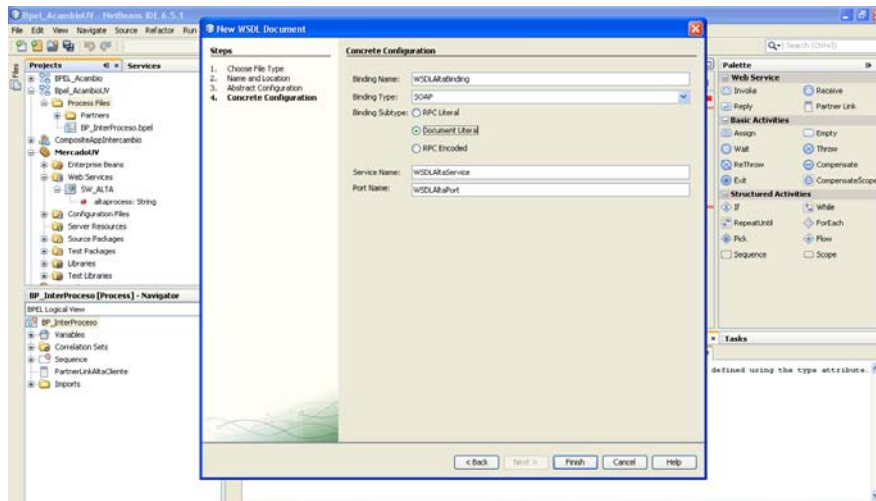 Bpel_AcambioUV - NetBeans IDE 6.5.1
File Edit View Navigate Source Refactor Run
Search (Ctrl+I)
Projects
Services
Files
BPEL_Acambio
Bpel_AcambioUV
Process Files
Partners
BP_InterProceso.bpel
CompositeAppIntercambio
MercadoUV
Enterprise Beans
Web Services
SW_ALTA
altaprocess: String
Configuration Files
Server Resources
Source Packages
Test Packages
Libraries
Test Libraries
BP_InterProceso [Process] - Navigator
BPEL Logical View
BP_InterProceso
Variables
Correlation Sets
Sequence
PartnerLinkAltaCliente
Imports
New WSDL Document
Steps
1. Choose File Type
2. Name and Location
3. Abstract Configuration
4. Concrete Configuration
Concrete Configuration
Binding Name: WSDLAltaBinding
Binding Type: SOAP
Binding Subtype: RPC Literal
Document Literal
RPC Encoded
Service Name: WSDLAltaService
Port Name: WSDLAltaPort
< Back Next > Finish Cancel Help
Palette
Web Service
Invoke Receive
Reply Partner Link
Basic Activities
Assign Empty
Wait Throw
ReThrow Compensate
Exit CompensateScope
Structured Activities
If While
RepeatUntil ForEach
Pick Flow
Sequence Scope
Tasks
defined using the type attribute.